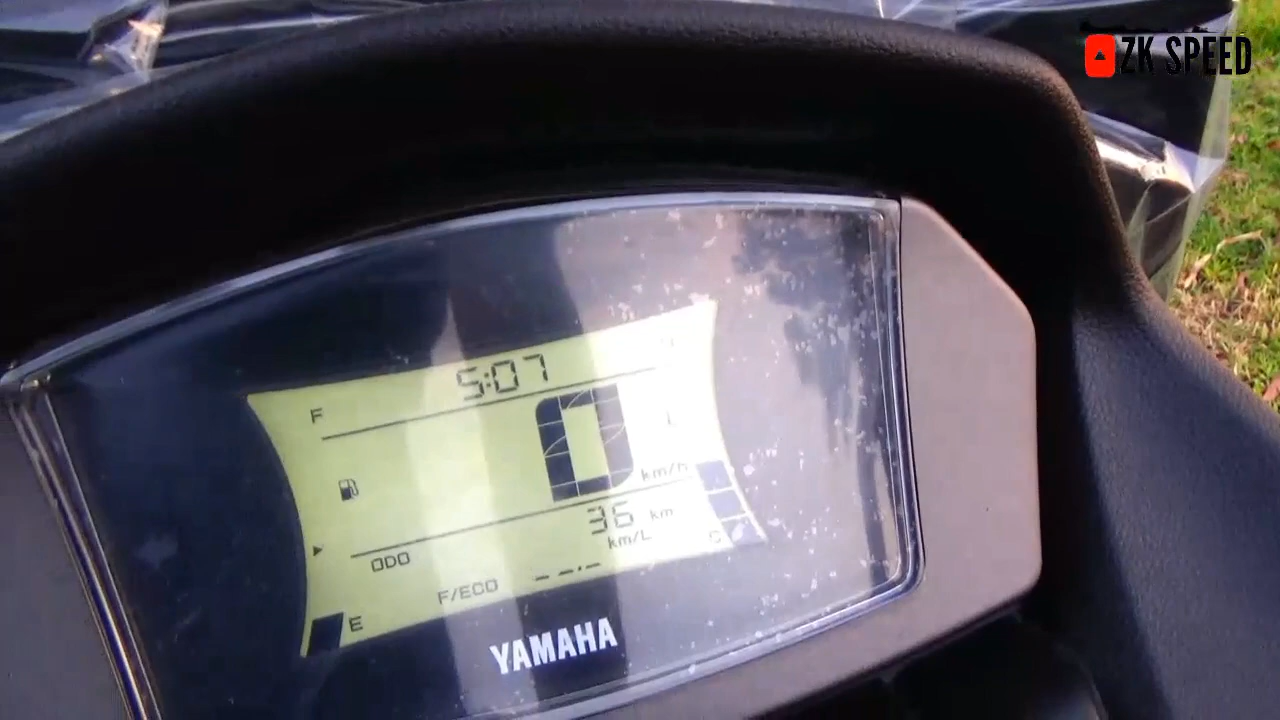 ZK SPEED
5:07
F
0
km/h
36 km
km/L
ODO
C
F/ECO --.-
E
YAMAHA